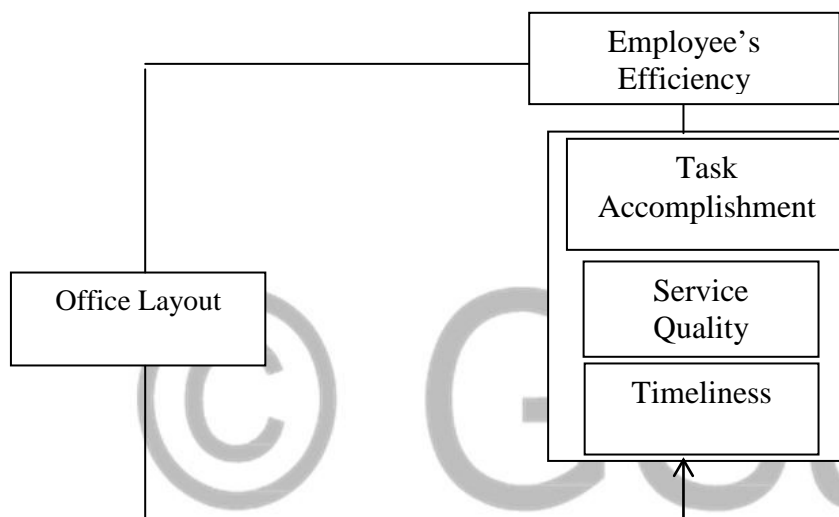 Employee’s
Efficiency
Task
Accomplishment
Office Layout
Service
Quality
Timeliness